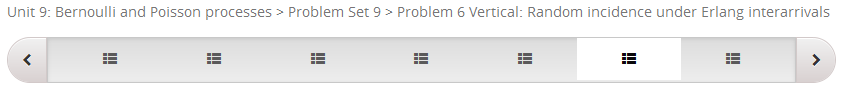 Unit 9: Bernoulli and Poisson processes > Problem Set 9 > Problem 6 Vertical: Random incidence under Erlang interarrivals